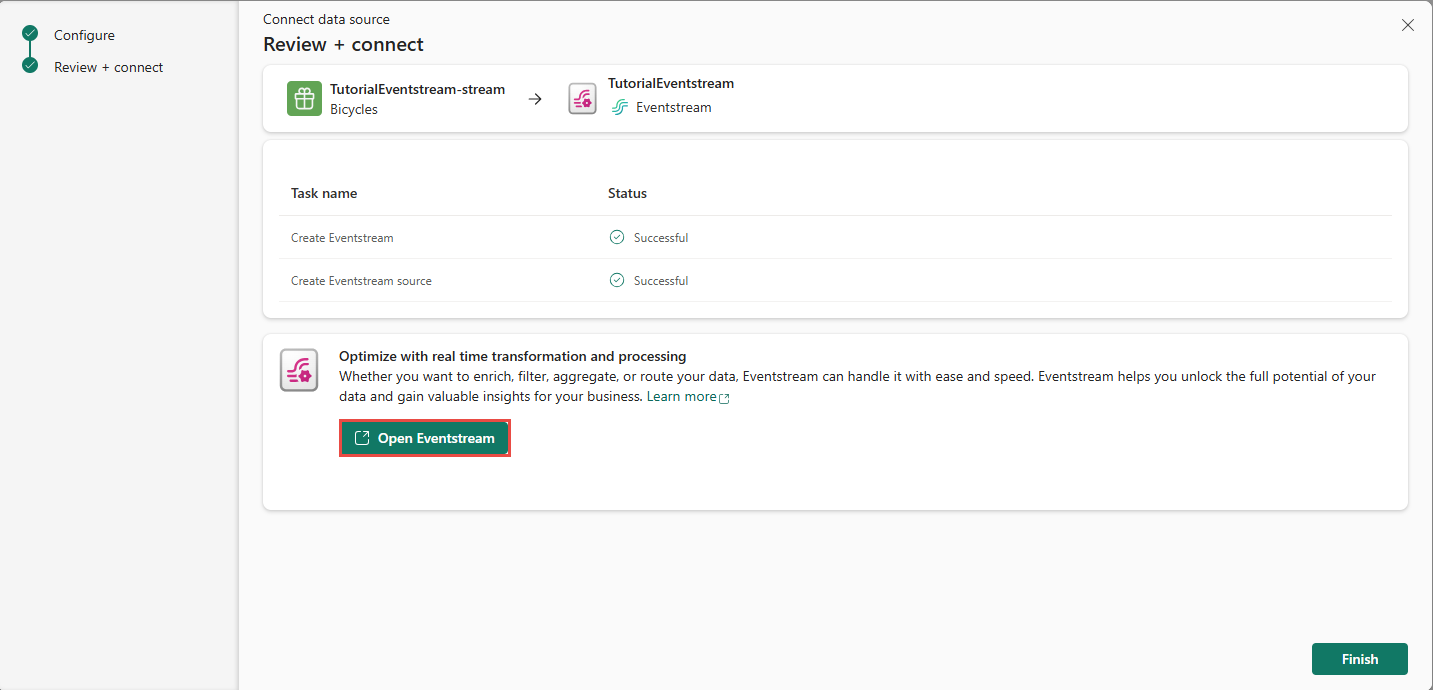 Configure
Review + connect
Connect data source
Review + connect
TutorialEventstream-stream
Bicycles
TutorialEventstream
Eventstream
Task name Status
Create Eventstream Successful
Create Eventstream source Successful
Optimize with real time transformation and processing
Whether you want to enrich, filter, aggregate, or route your data, Eventstream can handle it with ease and speed. Eventstream helps you unlock the full potential of your
data and gain valuable insights for your business. Learn more
Open Eventstream
Finish